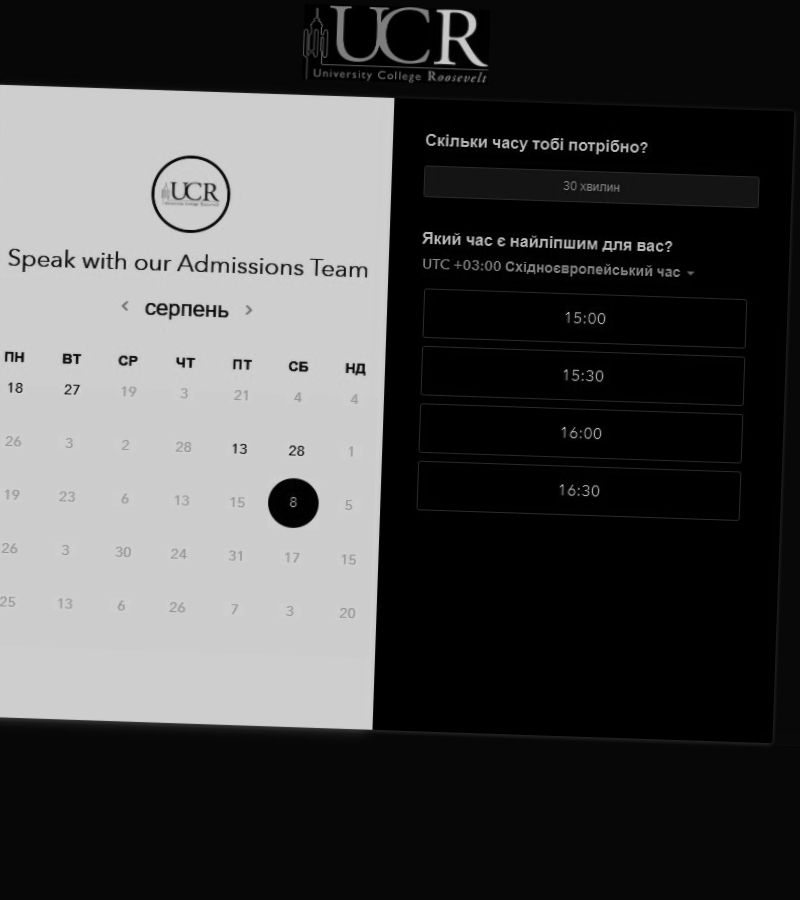 UCR
University College Roosevelt
UCR
Speak with our Admissions Team
серпень
ПН ВТ СР ЧТ ПТ СБ НД
18 27 19 3 21 4 4
26 3 2 28 13 28 1
19 23 6 13 15 8 5
26 3 30 24 31 17 15
25 13 6 26 7 3 20
Скільки часу тобі потрібно?
30 хвилин
Який час є найліпшим для вас?
UTC +03:00 Східноєвропейський час
15:00
15:30
16:00
16:30